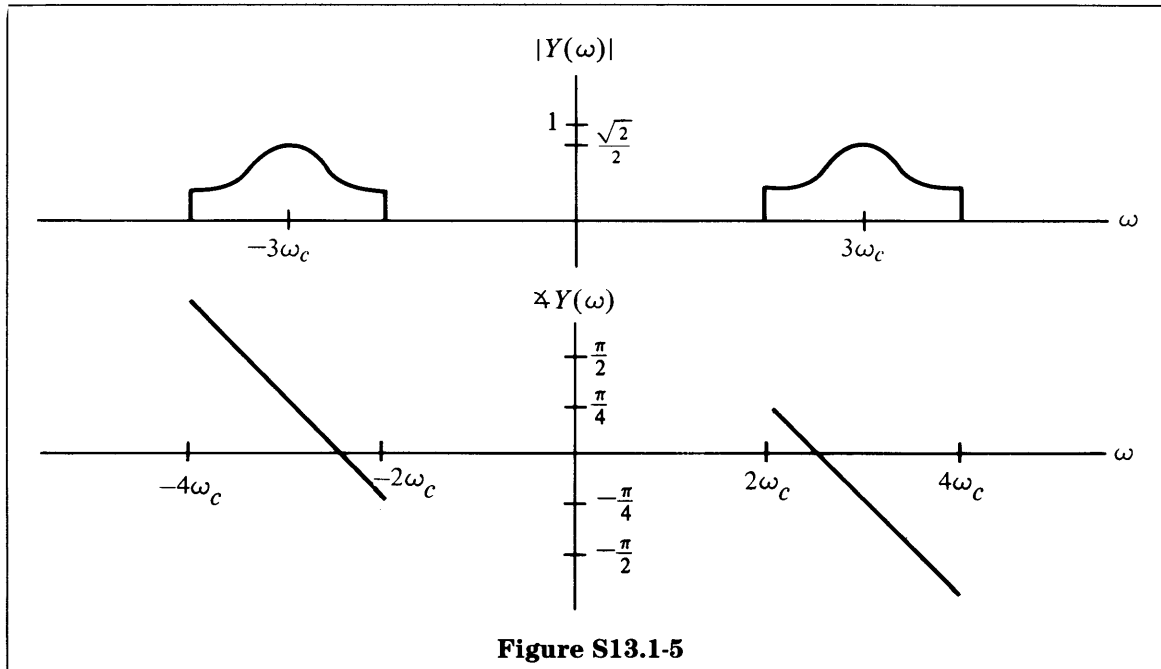 |Y(ω)|
1
√2/2
−3ω_c
3ω_c
ω
∡Y(ω)
π/2
π/4
−4ω_c
−2ω_c
2ω_c
4ω_c
ω
−π/4
−π/2
Figure S13.1-5